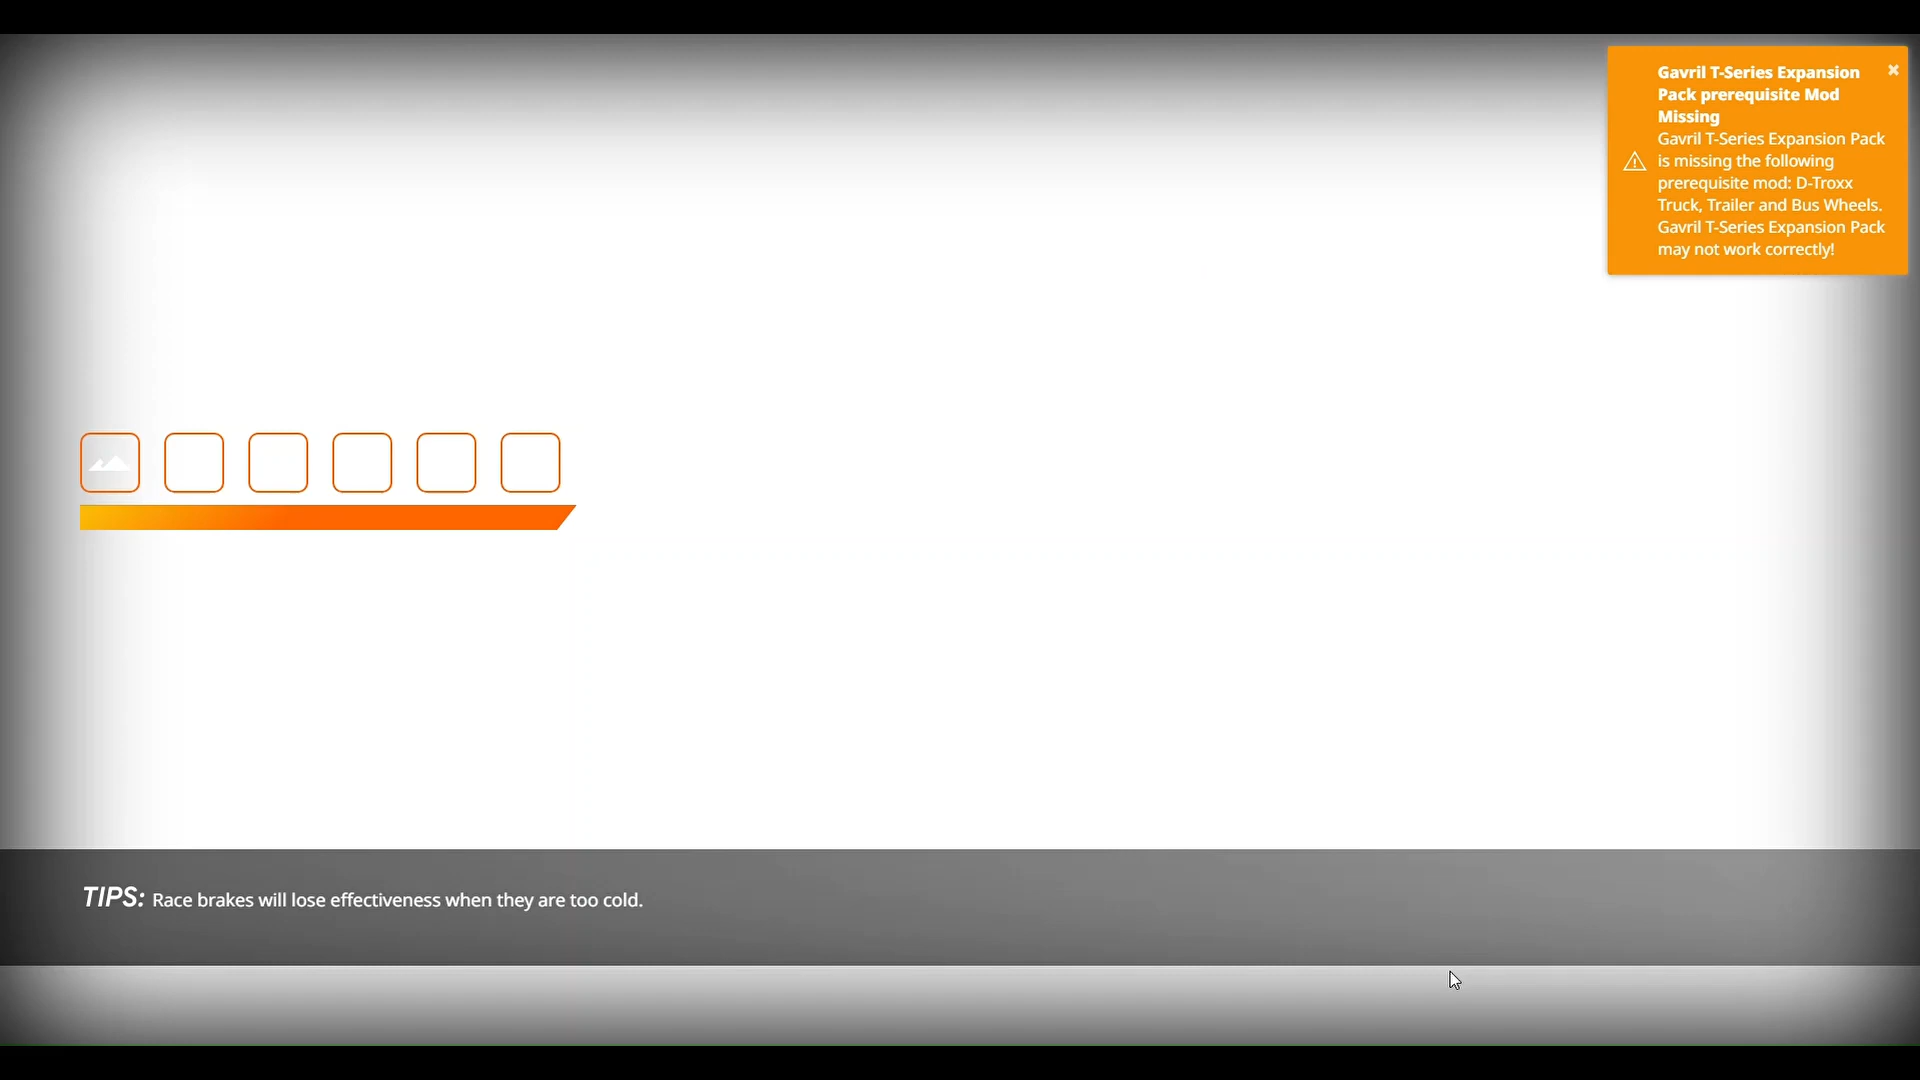 Gavril T-Series Expansion
Pack prerequisite Mod
Missing
Gavril T-Series Expansion Pack
is missing the following
prerequisite mod: D-Troxx
Truck, Trailer and Bus Wheels.
Gavril T-Series Expansion Pack
may not work correctly!
TIPS: Race brakes will lose effectiveness when they are too cold.